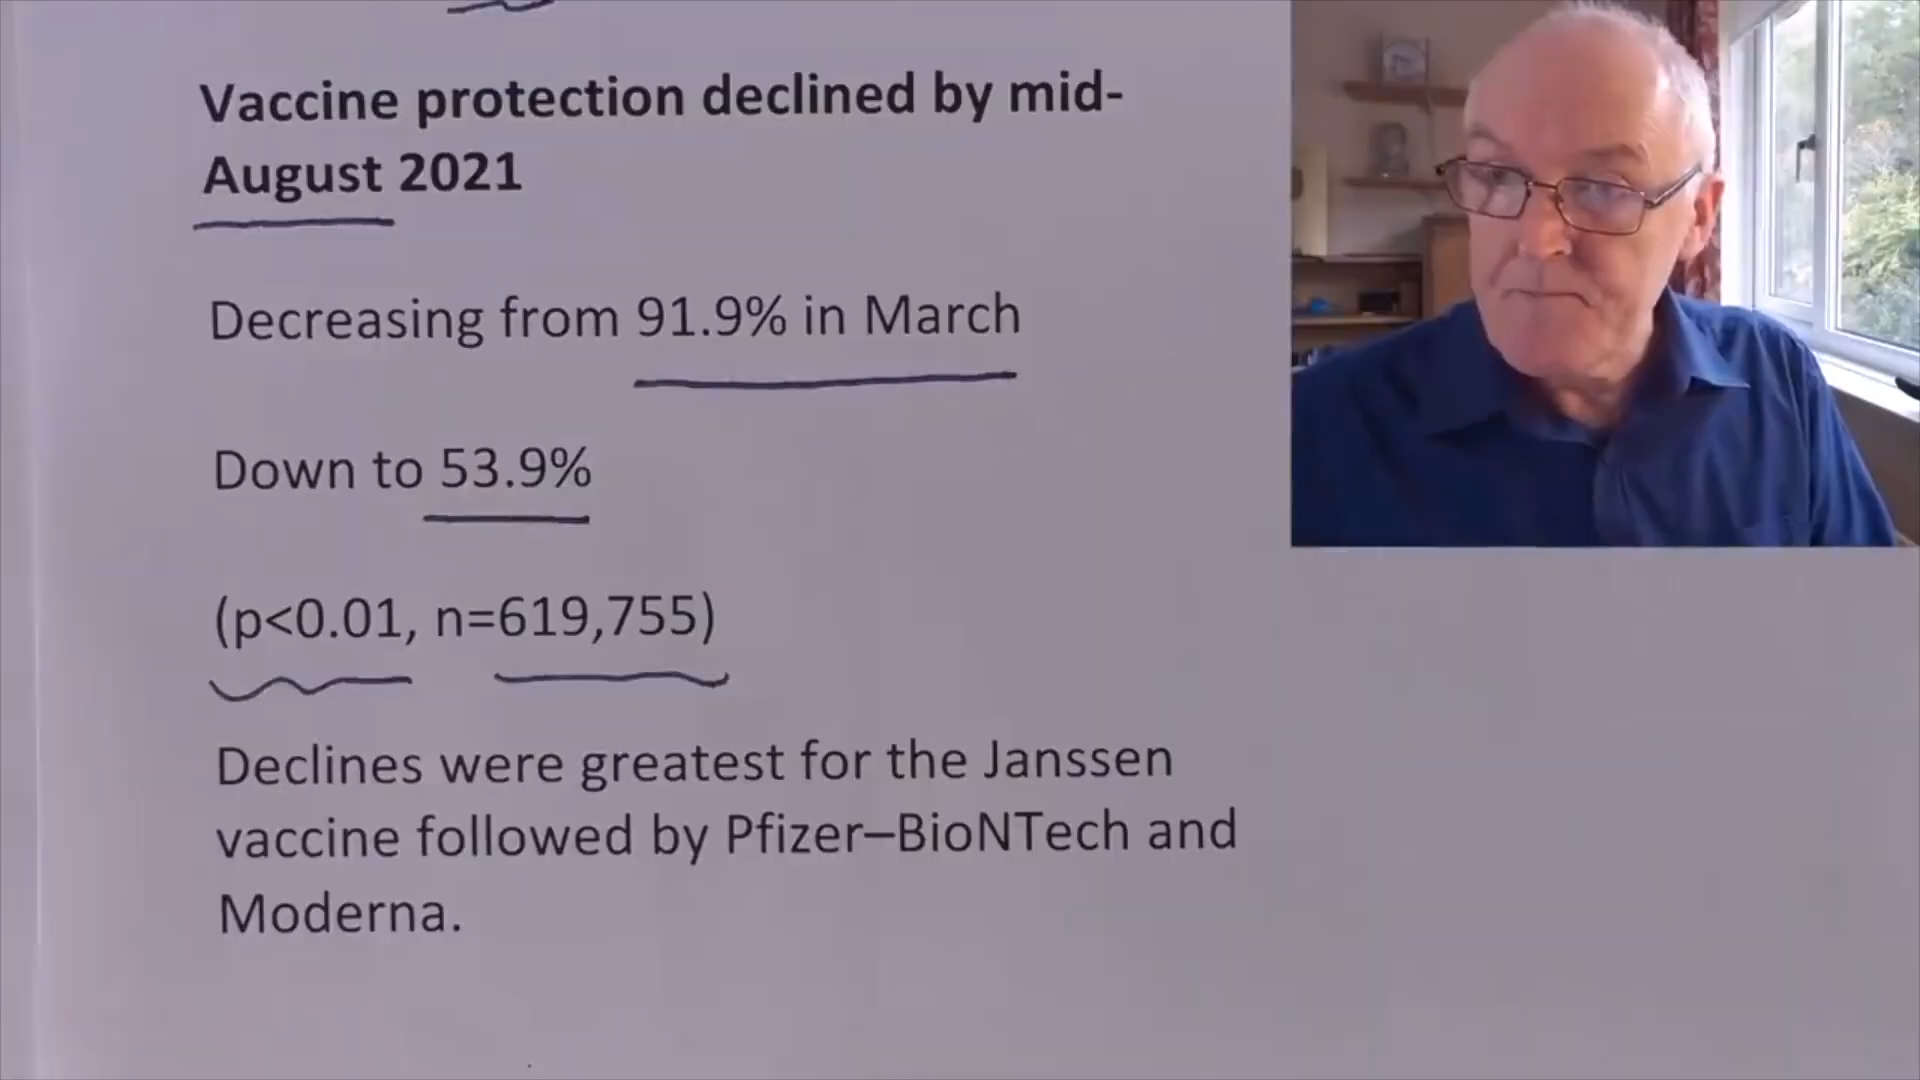 Vaccine protection declined by mid-
August 2021
Decreasing from 91.9% in March
Down to 53.9%
(p<0.01, n=619,755)
Declines were greatest for the Janssen
vaccine followed by Pfizer–BioNTech and
Moderna.